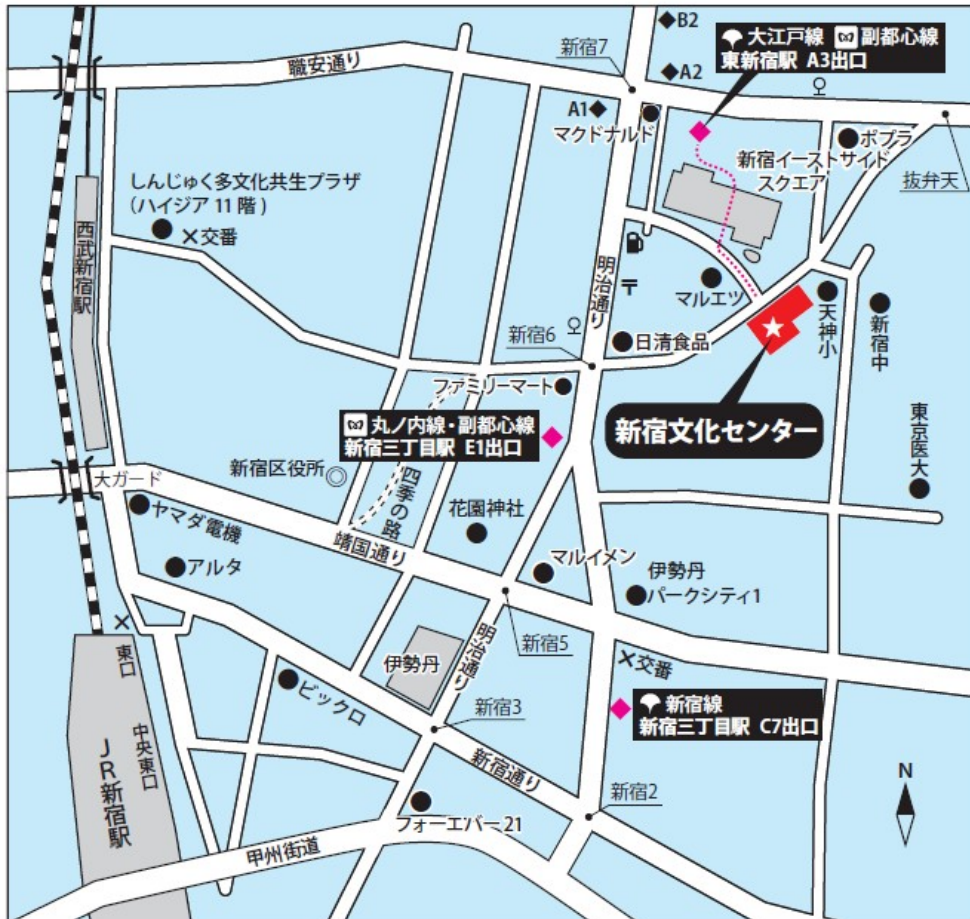 B2
大江戸線 副都心線
東新宿駅 A3出口
新宿7
職安通り
A2
A1
マクドナルド
ポプラ
新宿イーストサイド
スクエア
抜弁天
しんじゅく多文化共生プラザ
(ハイジア 11 階)
交番
西武新宿駅
明治通り
〒
マルエツ
天神小
新宿中
新宿6
日清食品
ファミリーマート
丸ノ内線・副都心線
新宿三丁目駅 E1出口
新宿文化センター
東京医大
大ガード
新宿区役所
四季の路
花園神社
ヤマダ電機
靖国通り
マルイメン
アルタ
伊勢丹
パークシティ1
新宿5
明治通り
東口
伊勢丹
交番
ビックロ
新宿3
新宿線
新宿三丁目駅 C7出口
中央東口
JR新宿駅
新宿通り
新宿2
N
フォーエバー21
甲州街道